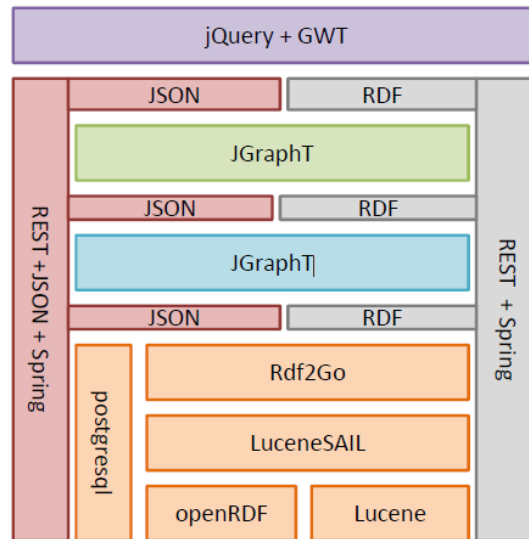 jQuery + GWT
JSON
RDF
JGraphT
JSON
RDF
JGraphT
JSON
RDF
REST +JSON + Spring
REST + Spring
postgresql
Rdf2Go
LuceneSAIL
openRDF
Lucene